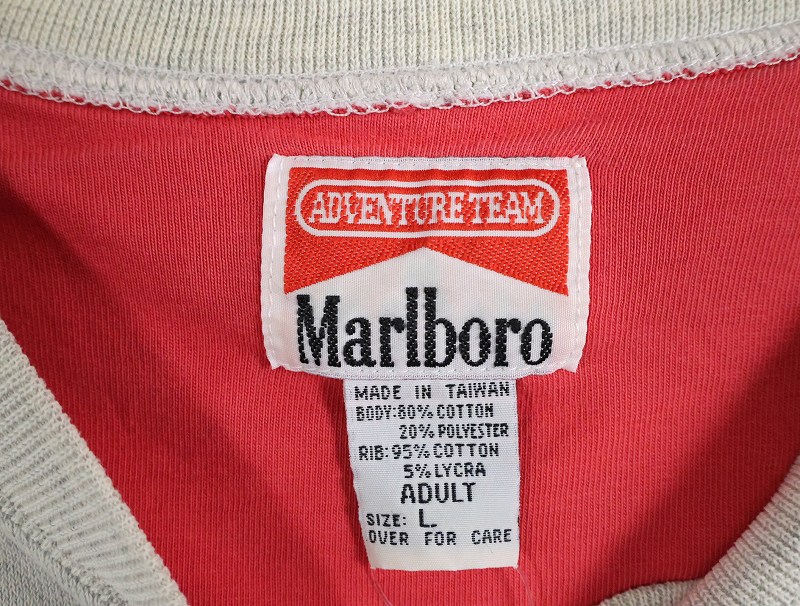 ADVENTURE TEAM
Marlboro
MADE IN TAIWAN
BODY:80% COTTON
20% POLYESTER
RIB:95% COTTON
5% LYCRA
ADULT
SIZE: L
OVER FOR CARE